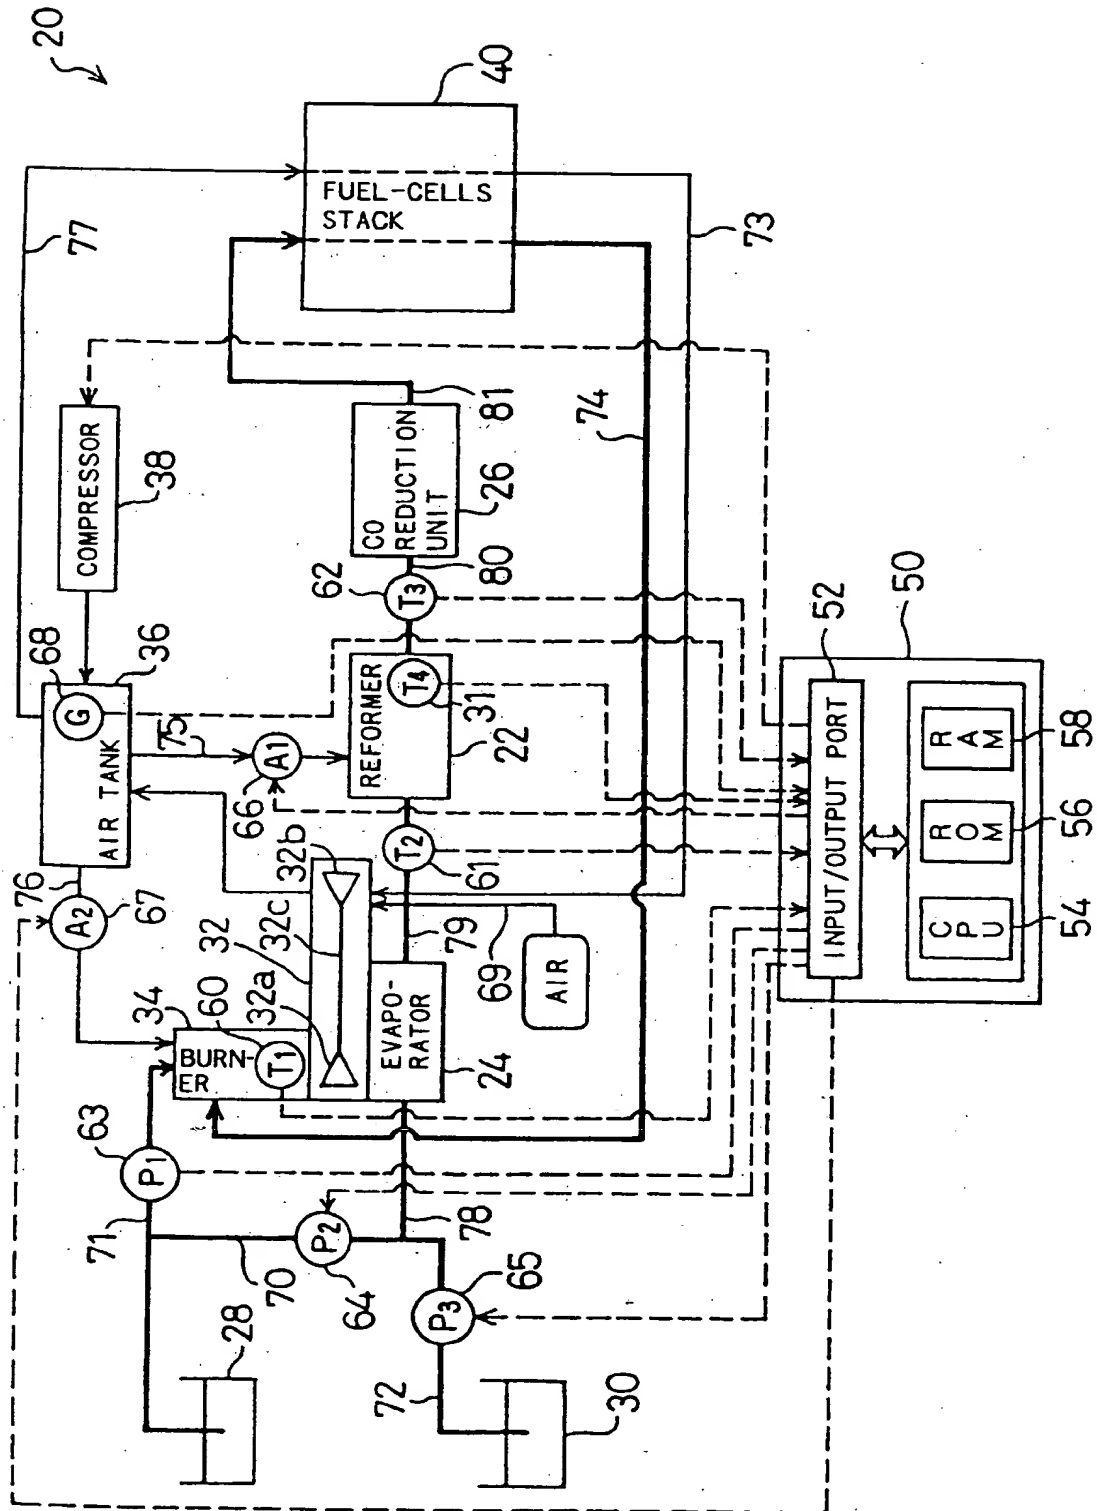 20
77
40
FUEL-CELLS
STACK
73
COMPRESSOR
38
81
74
CO
REDUCTION
UNIT
26
68
36
G
62
T3
80
AIR TANK
75
66
A1
REFORMER
T4
31
22
76
A2
67
T2
61
34
60
32
32a
32c
32b
79
69
AIR
BURN-
ER
T1
EVAPO-
RATOR
24
63
P1
71
70
P2
64
78
65
P3
72
28
30
52
50
INPUT/OUTPUT PORT
CPU
ROM
RAM
54
56
58